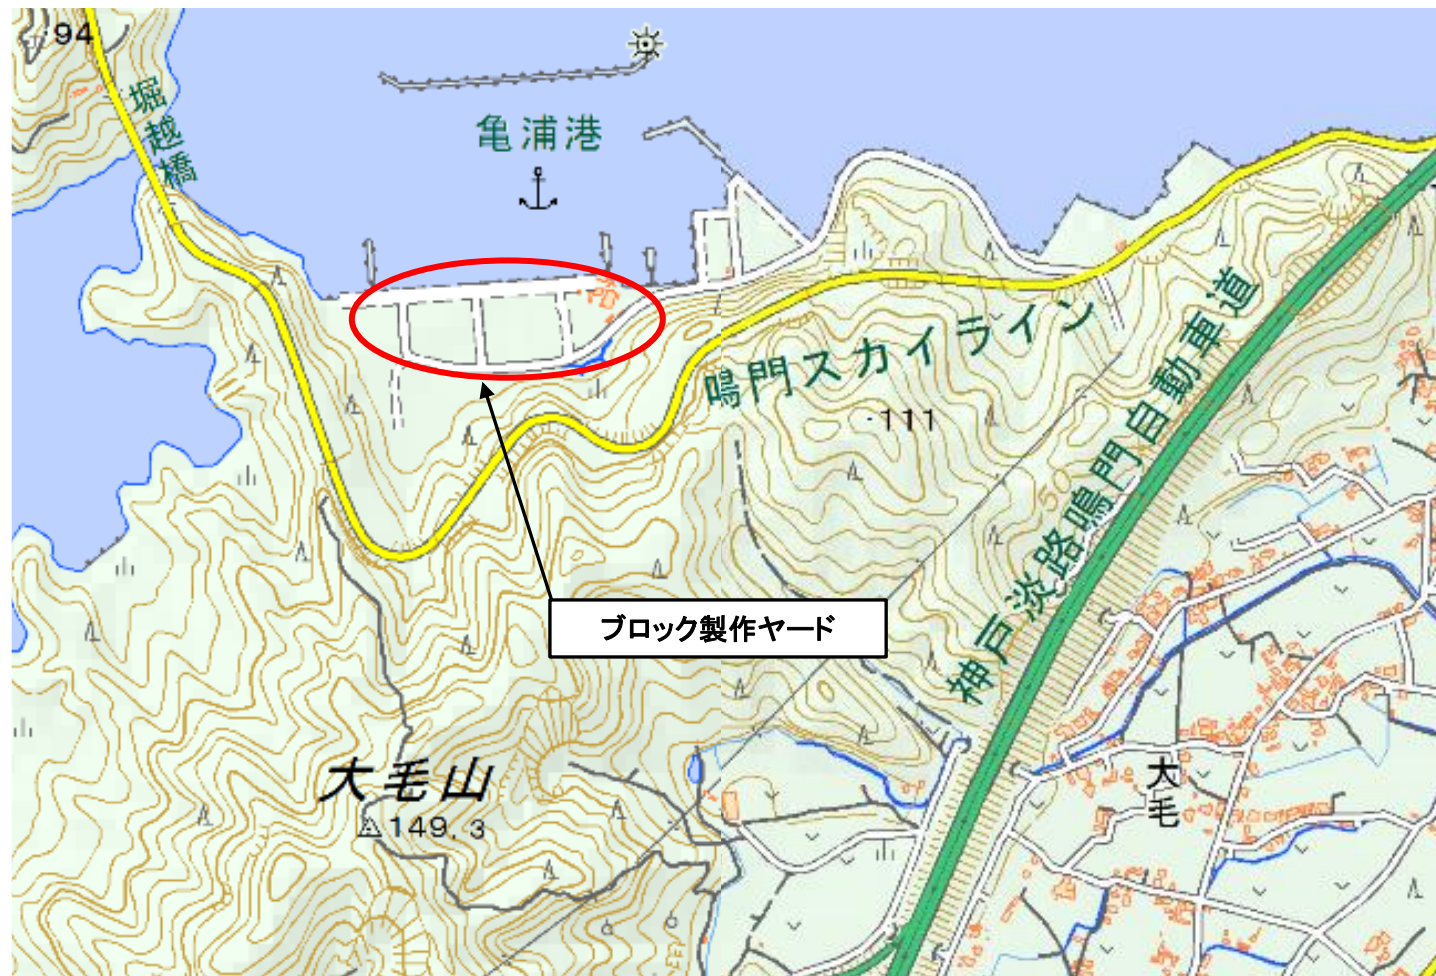 ・94
堀越橋
亀浦港
鳴門スカイライン
・111
神戸淡路鳴門自動車道
50
ブロック製作ヤード
大毛山
149.3
大毛